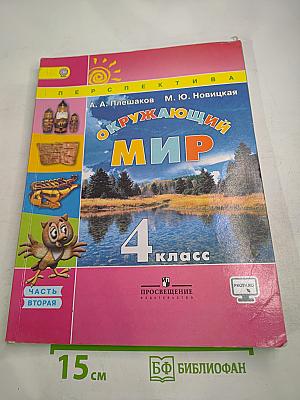 ПЕРСПЕКТИВА
А. А. Плешаков М. Ю. Новицкая
ОКРУЖАЮЩИЙ
МИР
4 класс
ЧАСТЬ
ВТОРАЯ
ПРОСВЕЩЕНИЕ
ИЗДАТЕЛЬСТВО
15 см
БФ БИБЛИОФАН